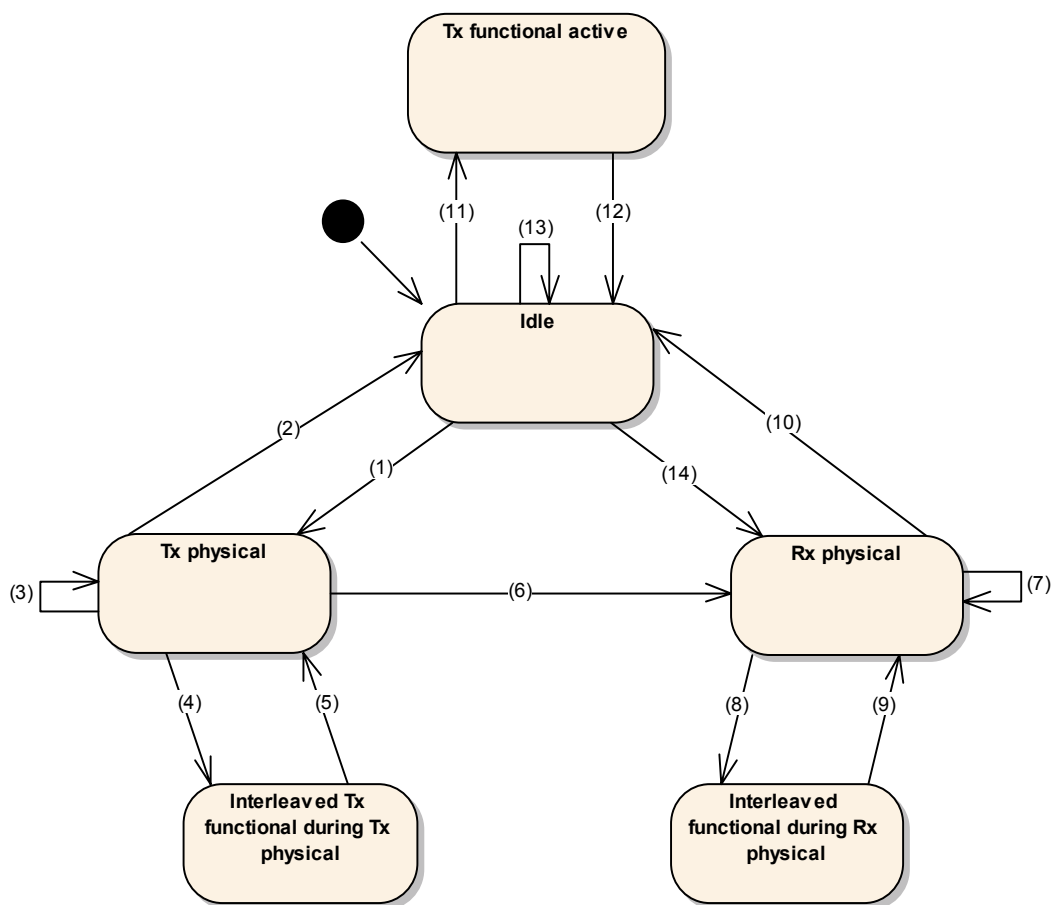 Tx functional active
(11)
(12)
(13)
Idle
(2)
(10)
(1)
(14)
Tx physical
Rx physical
(3)
(6)
(7)
(4)
(5)
(8)
(9)
Interleaved Tx
functional during Tx
physical
Interleaved
functional during Rx
physical